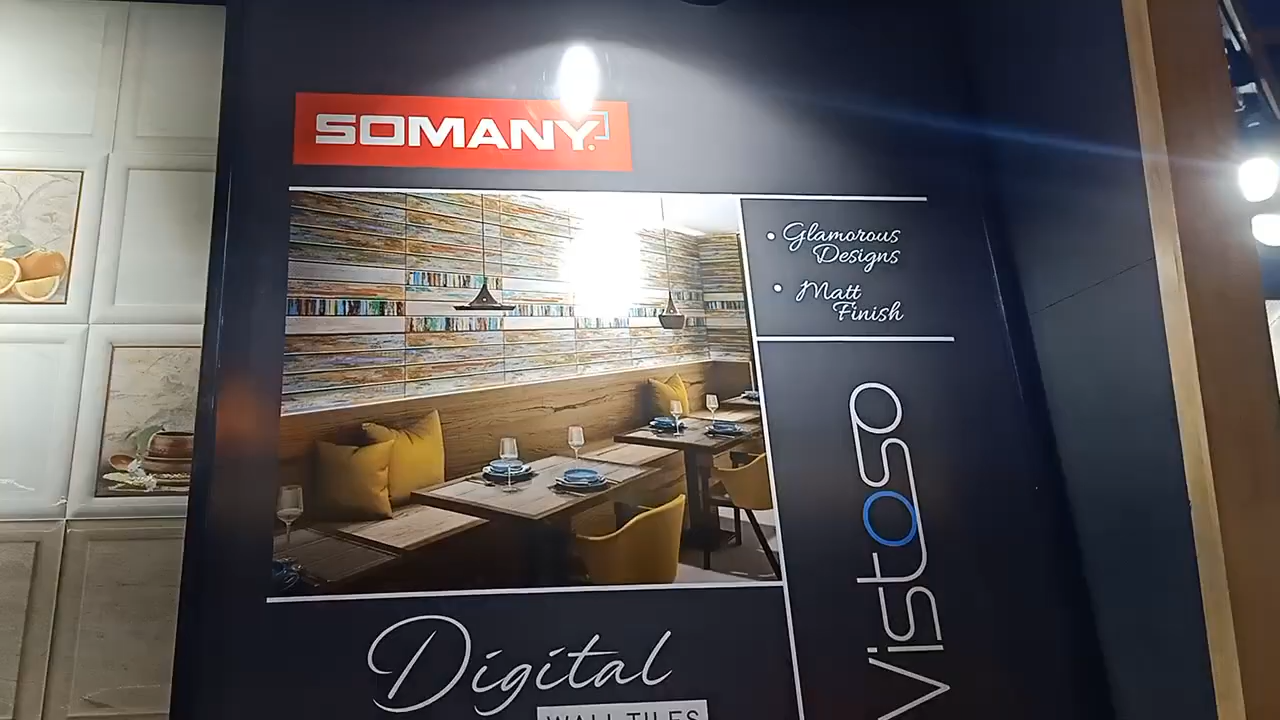 SOMANY
• Glamorous
Designs
• Matt
Finish
Vistoso
Digital
WALL TILES